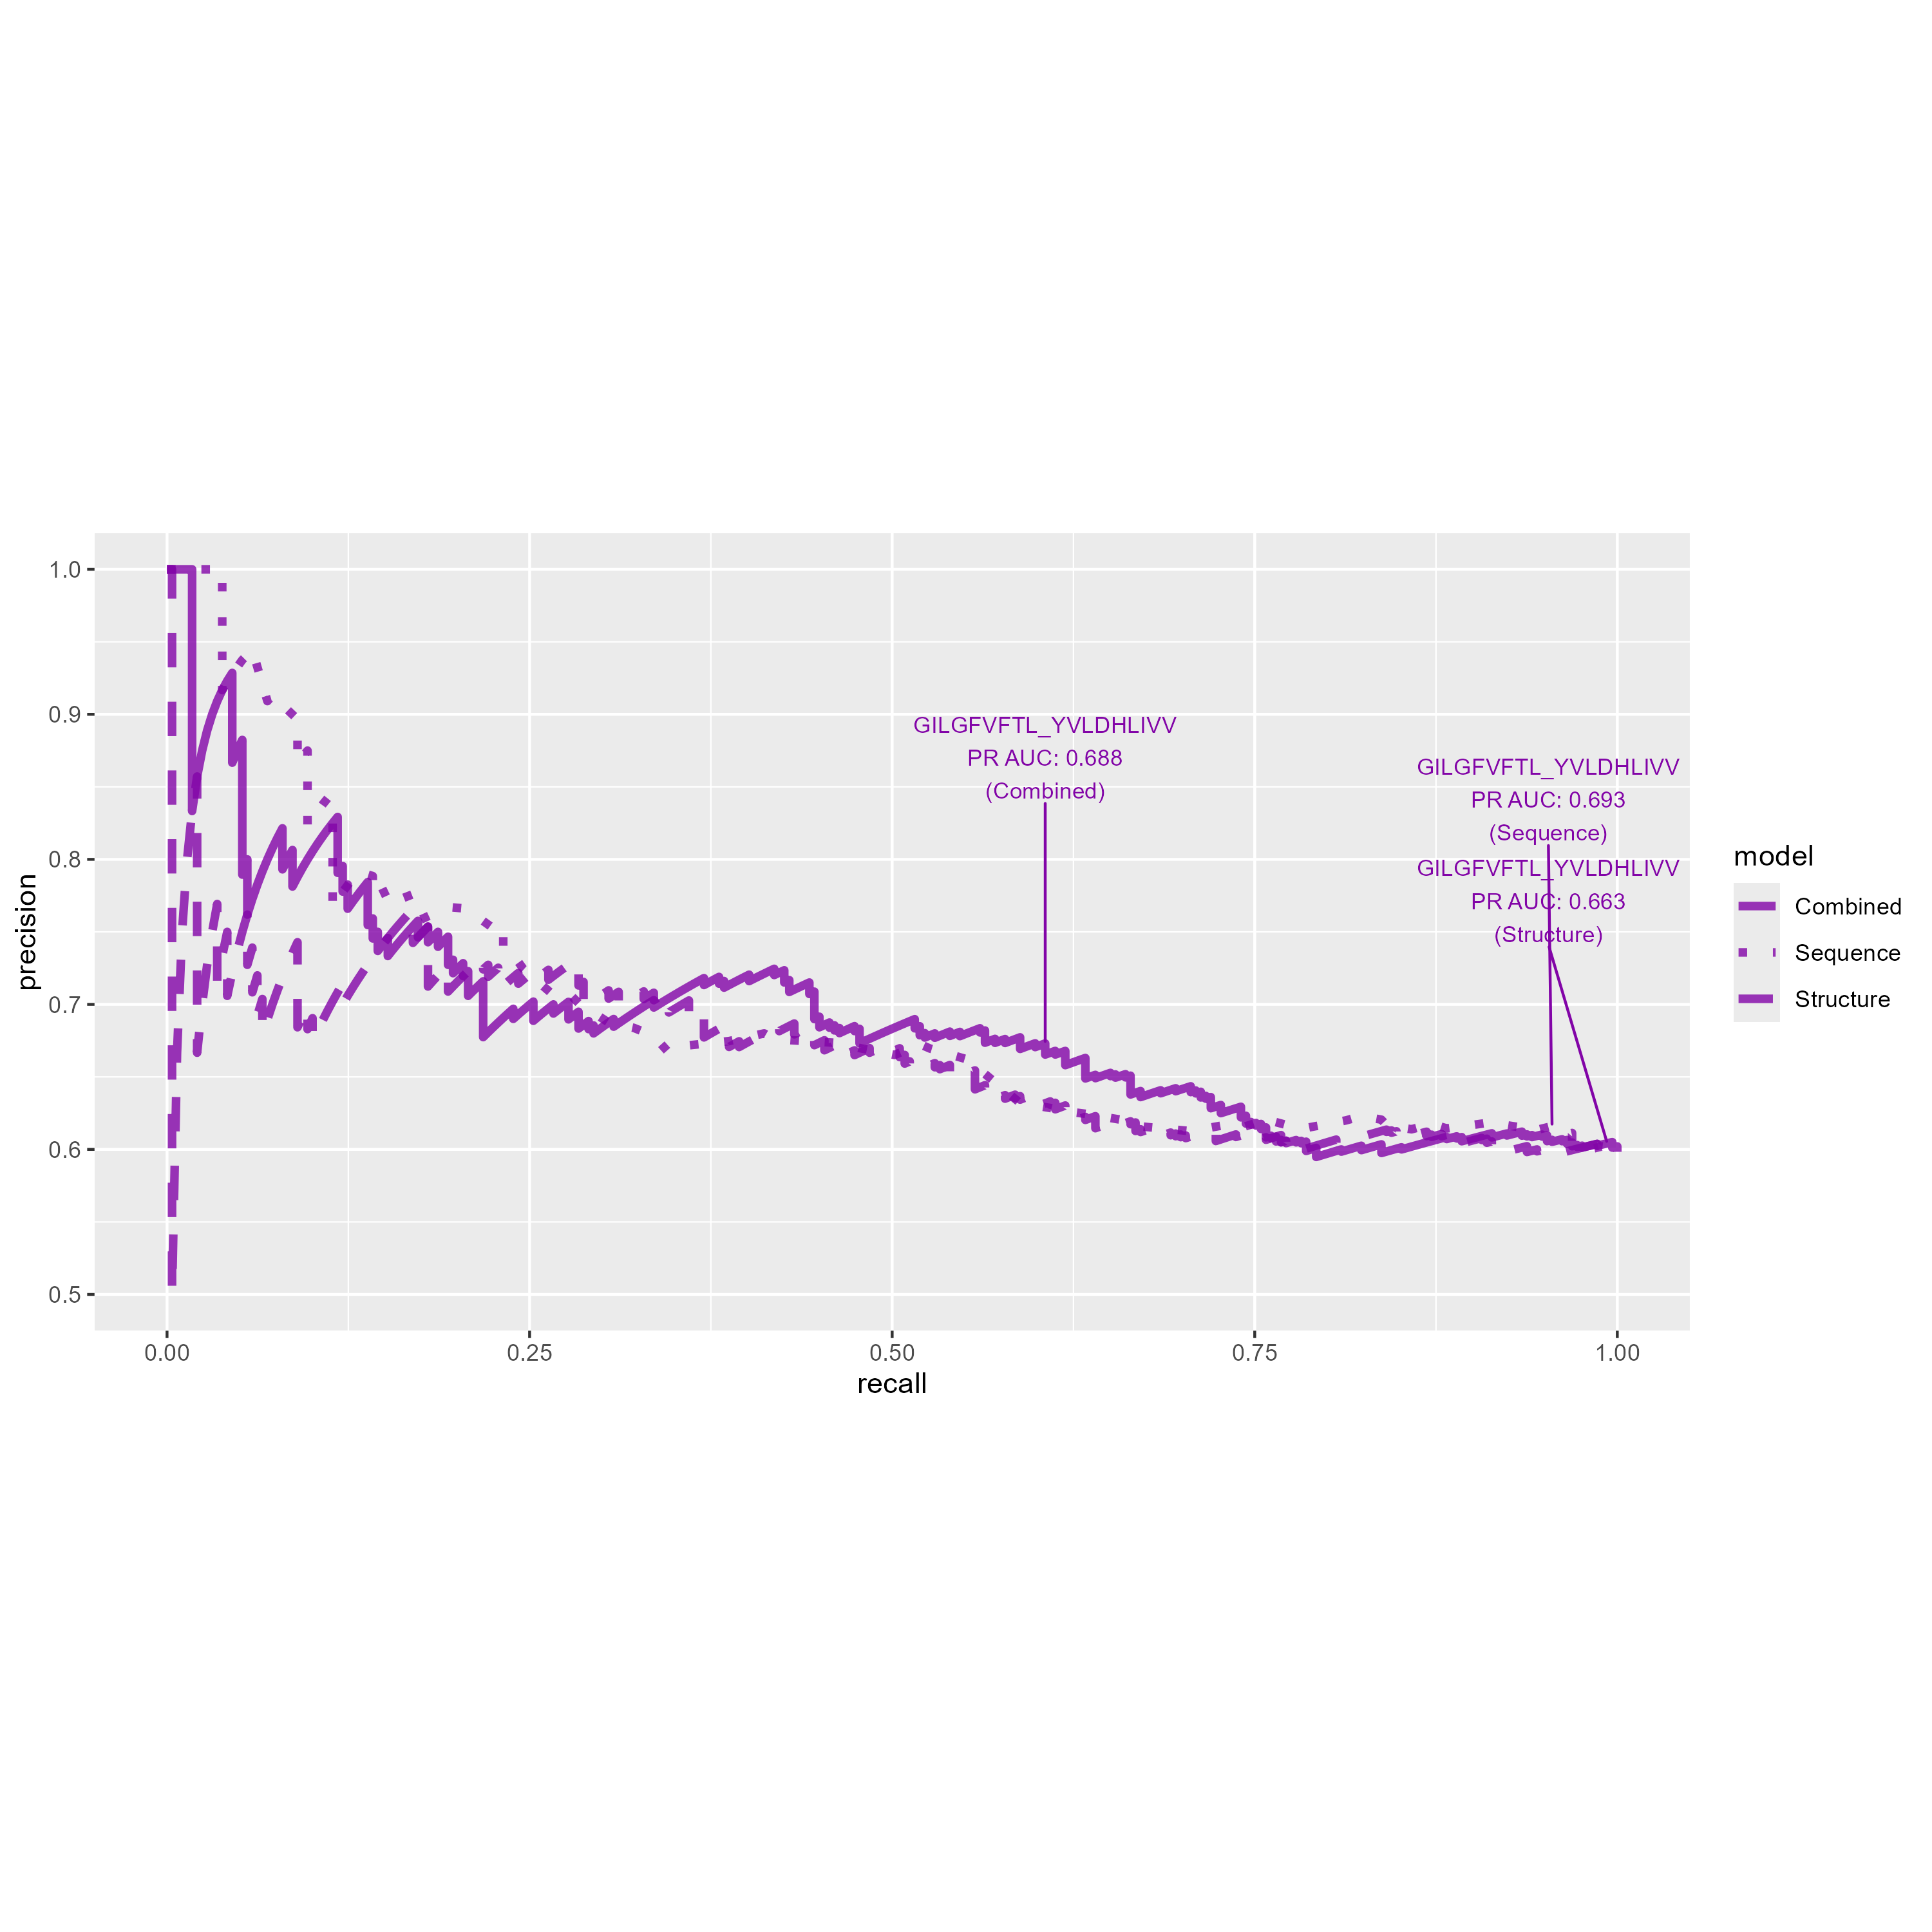 1.0
0.9
0.8
0.7
0.6
0.5
precision
0.00
0.25
0.50
0.75
1.00
recall
GILGFVFTL_YVLDHLIVV
PR AUC: 0.688
(Combined)
GILGFVFTL_YVLDHLIVV
PR AUC: 0.693
(Sequence)
GILGFVFTL_YVLDHLIVV
PR AUC: 0.663
(Structure)
model
Combined
Sequence
Structure